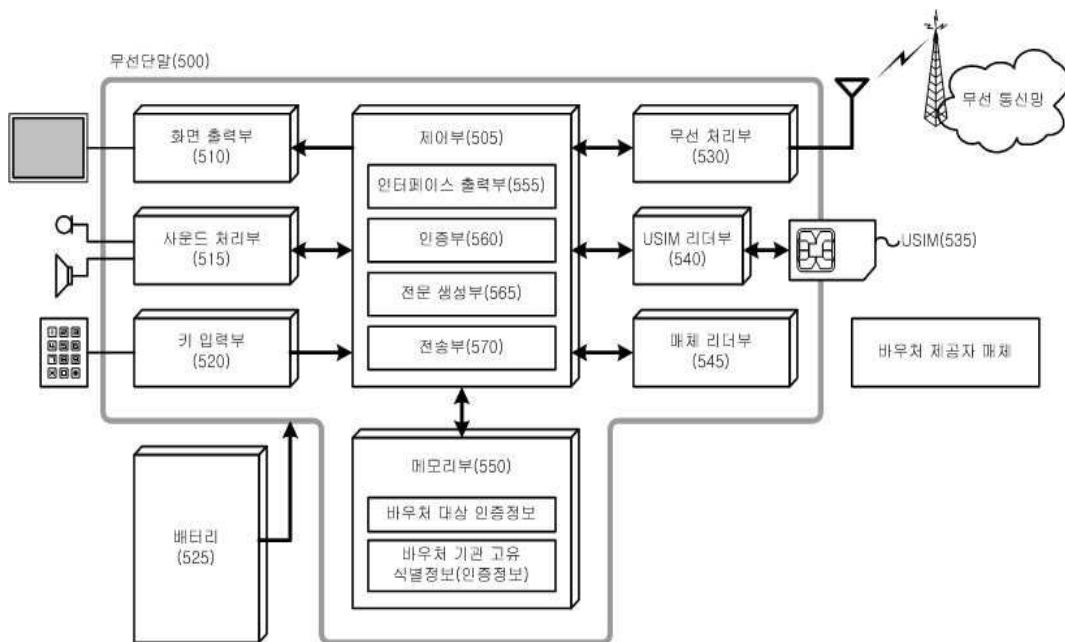 무선단말(500)
무선 통신망
화면 출력부
(510)
제어부(505)
무선 처리부
(530)
인터페이스 출력부(555)
사운드 처리부
(515)
인증부(560)
USIM 리더부
(540)
USIM(535)
전문 생성부(565)
키 입력부
(520)
전송부(570)
매체 리더부
(545)
바우처 제공자 매체
메모리부(550)
바우처 대상 인증정보
배터리
(525)
바우처 기관 고유
식별정보(인증정보)